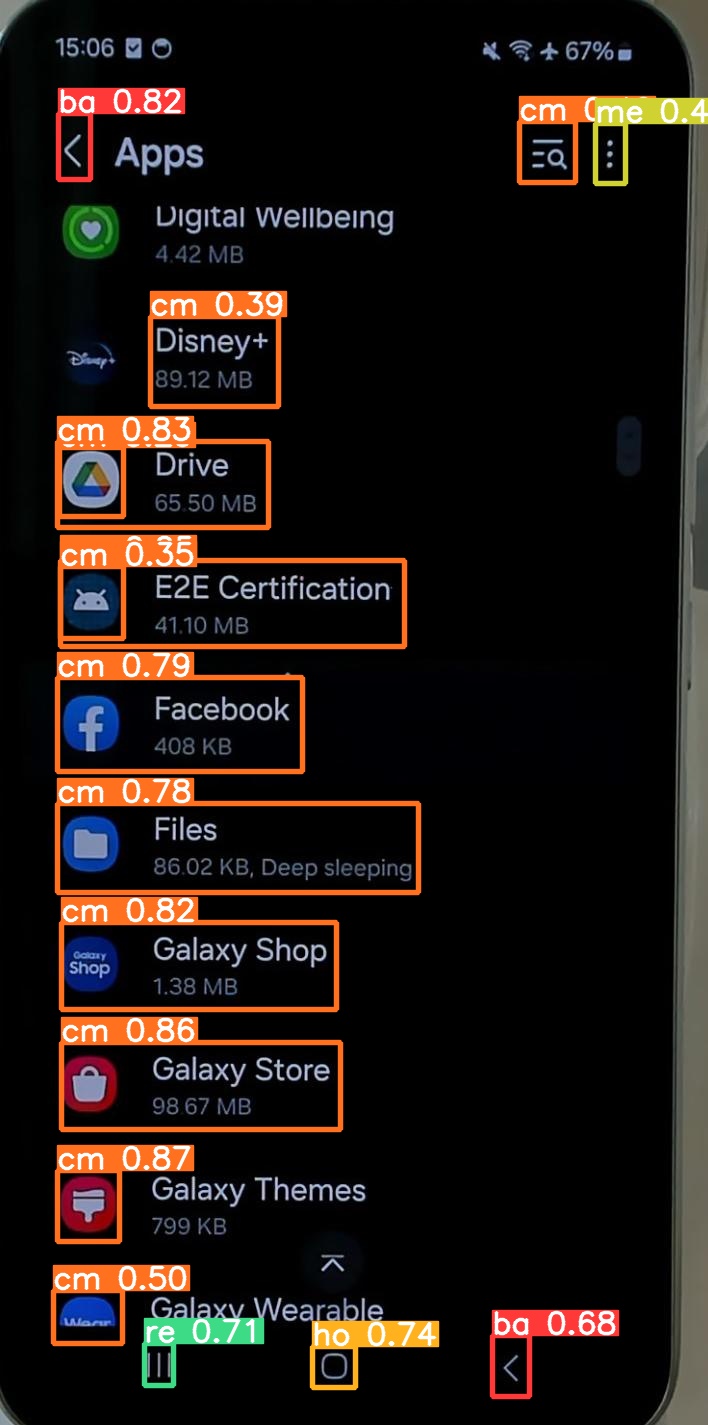 15:06
67%
ba 0.82
cm 0.
me 0.4
Apps
Digital Wellbeing
4.42 MB
cm 0.39
Disney+
Disney+
89.12 MB
cm 0.83
Drive
65.50 MB
cm 0.35
E2E Certification
41.10 MB
cm 0.79
Facebook
408 KB
cm 0.78
Files
86.02 KB, Deep sleeping
cm 0.82
Galaxy Shop
Galaxy Shop
1.38 MB
cm 0.86
Galaxy Store
98.67 MB
cm 0.87
Galaxy Themes
799 KB
cm 0.50
Wear
Galaxy Wearable
re 0.71
ho 0.74
ba 0.68